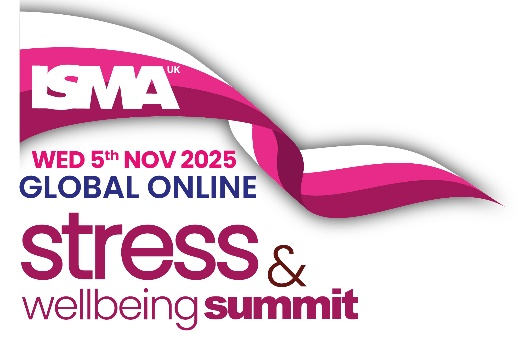 ISMA UK
WED 5th NOV 2025
GLOBAL ONLINE
stress &
wellbeing summit